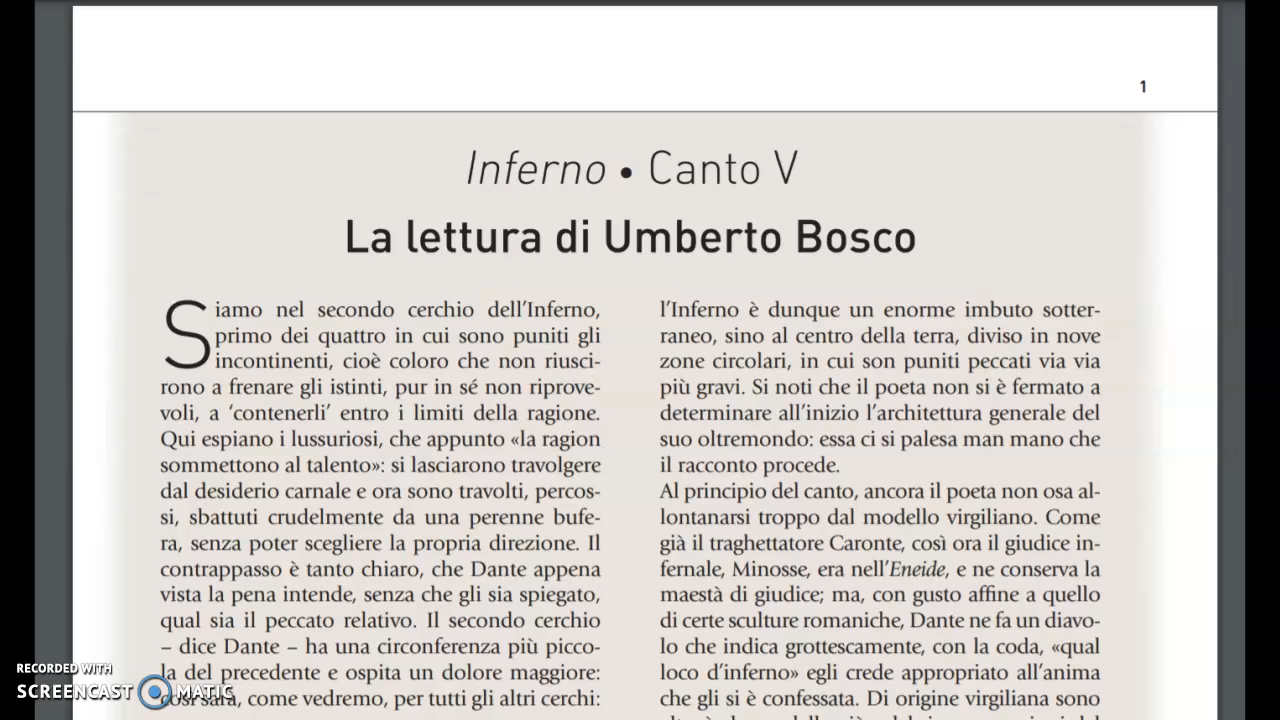 1
Inferno • Canto V
La lettura di Umberto Bosco
Siamo nel secondo cerchio dell'Inferno,
primo dei quattro in cui sono puniti gli
incontinenti, cioè coloro che non riusci-
rono a frenare gli istinti, pur in sé non riprove-
voli, a 'contenerli' entro i limiti della ragione.
Qui espiano i lussuriosi, che appunto «la ragion
sommettono al talento»: si lasciarono travolgere
dal desiderio carnale e ora sono travolti, percos-
si, sbattuti crudelmente da una perenne bufe-
ra, senza poter scegliere la propria direzione. Il
contrappasso è tanto chiaro, che Dante appena
vista la pena intende, senza che gli sia spiegato,
qual sia il peccato relativo. Il secondo cerchio
– dice Dante – ha una circonferenza più picco-
la del precedente e ospita un dolore maggiore:
così sarà, come vedremo, per tutti gli altri cerchi:
l'Inferno è dunque un enorme imbuto sotter-
raneo, sino al centro della terra, diviso in nove
zone circolari, in cui son puniti peccati via via
più gravi. Si noti che il poeta non si è fermato a
determinare all'inizio l'architettura generale del
suo oltremondo: essa ci si palesa man mano che
il racconto procede.
Al principio del canto, ancora il poeta non osa al-
lontanarsi troppo dal modello virgiliano. Come
già il traghettatore Caronte, così ora il giudice in-
fernale, Minosse, era nell'Eneide, e ne conserva la
maestà di giudice; ma, con gusto affine a quello
di certe sculture romaniche, Dante ne fa un diavo-
lo che indica grottescamente, con la coda, «qual
loco d'inferno» egli crede appropriato all'anima
che gli si è confessata. Di origine virgiliana sono
RECORDED WITH
SCREENCAST MATIC